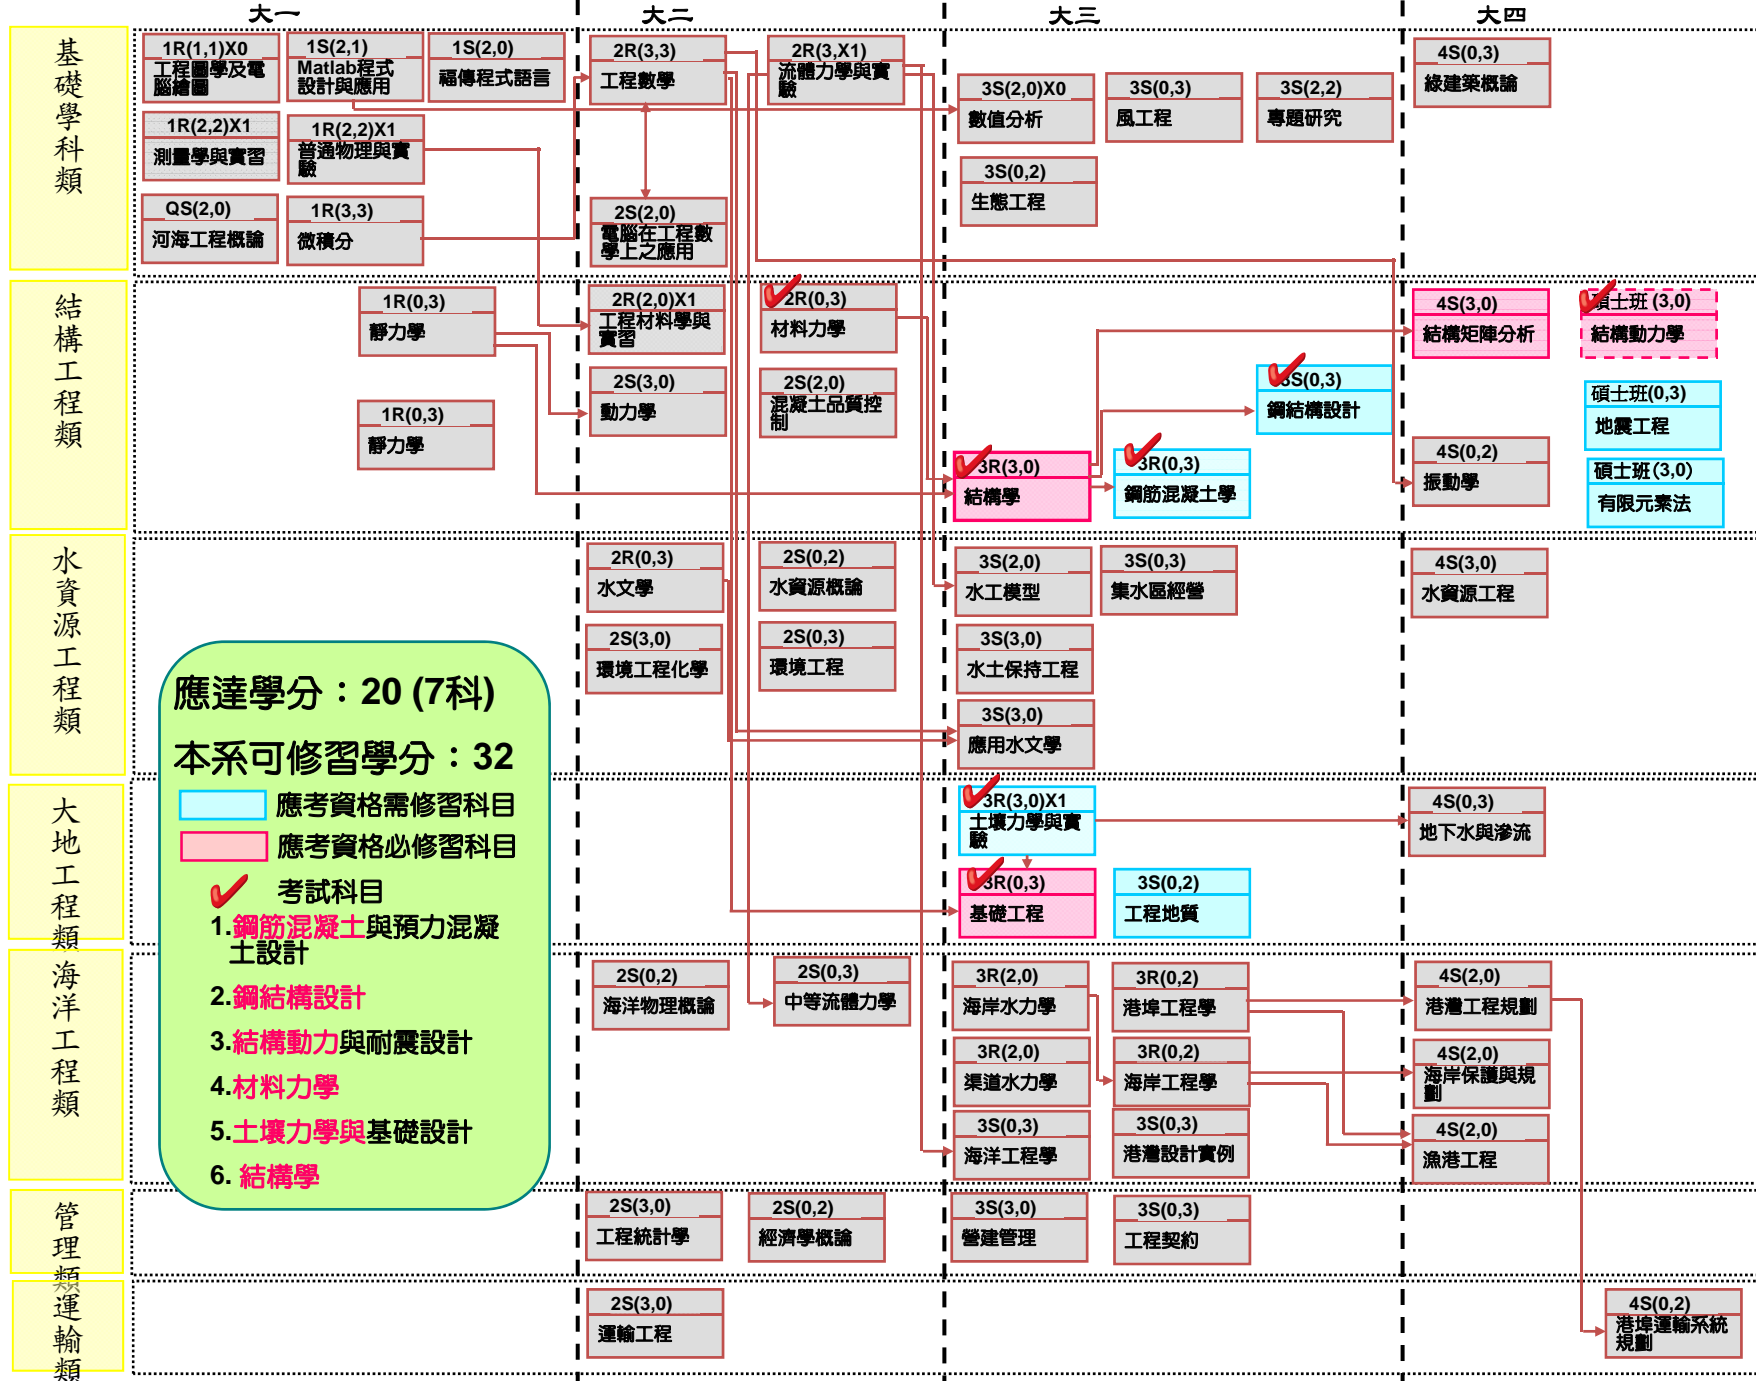 大一
大二
大三
大四
基礎學科類
1R(1,1)X0
工程圖學及電
腦繪圖
1S(2,1)
Matlab程式
設計與應用
1S(2,0)
福傳程式語言
1R(2,2)X1
測量學與實習
1R(2,2)X1
普通物理與實
驗
QS(2,0)
河海工程概論
1R(3,3)
微積分
2R(3,3)
工程數學
2R(3,X1)
流體力學與實
驗
2S(2,0)
電腦在工程數
學上之應用
3S(2,0)X0
數值分析
3S(0,3)
風工程
3S(2,2)
專題研究
3S(0,2)
生態工程
4S(0,3)
綠建築概論
結構工程類
1R(0,3)
靜力學
1R(0,3)
靜力學
2R(2,0)X1
工程材料學與
實習
2R(0,3)
材料力學
2S(3,0)
動力學
2S(2,0)
混凝土品質控
制
3R(3,0)
結構學
3R(0,3)
鋼筋混凝土學
3S(0,3)
鋼結構設計
4S(3,0)
結構矩陣分析
碩士班 (3,0)
結構動力學
碩士班(0,3)
地震工程
4S(0,2)
振動學
碩士班(3,0)
有限元素法
水資源工程類
2R(0,3)
水文學
2S(0,2)
水資源概論
2S(3,0)
環境工程化學
2S(0,3)
環境工程
3S(2,0)
水工模型
3S(0,3)
集水區經營
3S(3,0)
水土保持工程
3S(3,0)
應用水文學
4S(3,0)
水資源工程
應達學分：20 (7科)
本系可修習學分：32
應考資格需修習科目
應考資格必修習科目
考試科目
1.鋼筋混凝土與預力混凝
土設計
2.鋼結構設計
3.結構動力與耐震設計
4.材料力學
5.土壤力學與基礎設計
6. 結構學
大地工程類
3R(3,0)X1
土壤力學與實
驗
3R(0,3)
基礎工程
3S(0,2)
工程地質
4S(0,3)
地下水與滲流
海洋工程類
2S(0,2)
海洋物理概論
2S(0,3)
中等流體力學
3R(2,0)
海岸水力學
3R(0,2)
港埠工程學
3R(2,0)
渠道水力學
3R(0,2)
海岸工程學
3S(0,3)
海洋工程學
3S(0,3)
港灣設計實例
4S(2,0)
港灣工程規劃
4S(2,0)
海岸保護與規
劃
4S(2,0)
漁港工程
管理類
2S(3,0)
工程統計學
2S(0,2)
經濟學概論
3S(3,0)
營建管理
3S(0,3)
工程契約
運輸類
2S(3,0)
運輸工程
4S(0,2)
港埠運輸系統
規劃